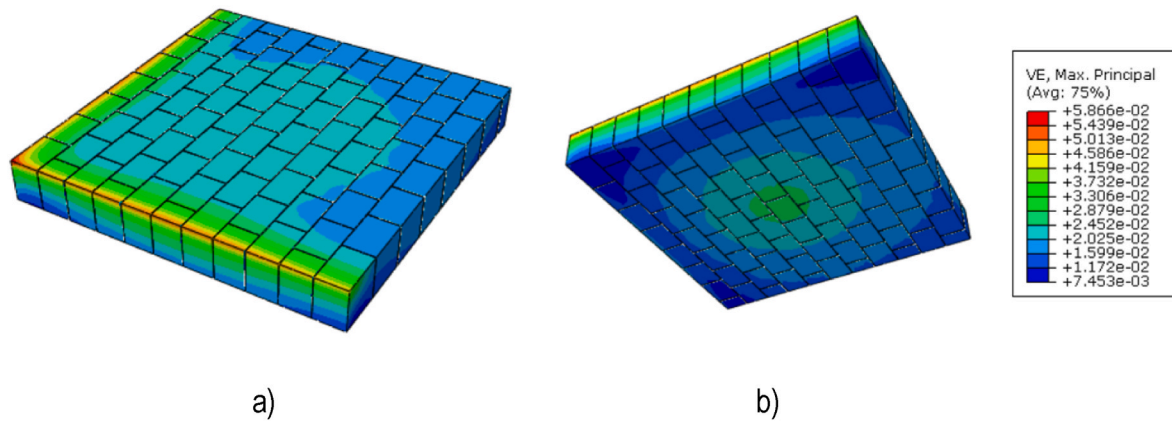 VE, Max. Principal
(Avg: 75%)
+5.866e-02
+5.439e-02
+5.013e-02
+4.586e-02
+4.159e-02
+3.732e-02
+3.306e-02
+2.879e-02
+2.452e-02
+2.025e-02
+1.599e-02
+1.172e-02
+7.453e-03
a)
b)